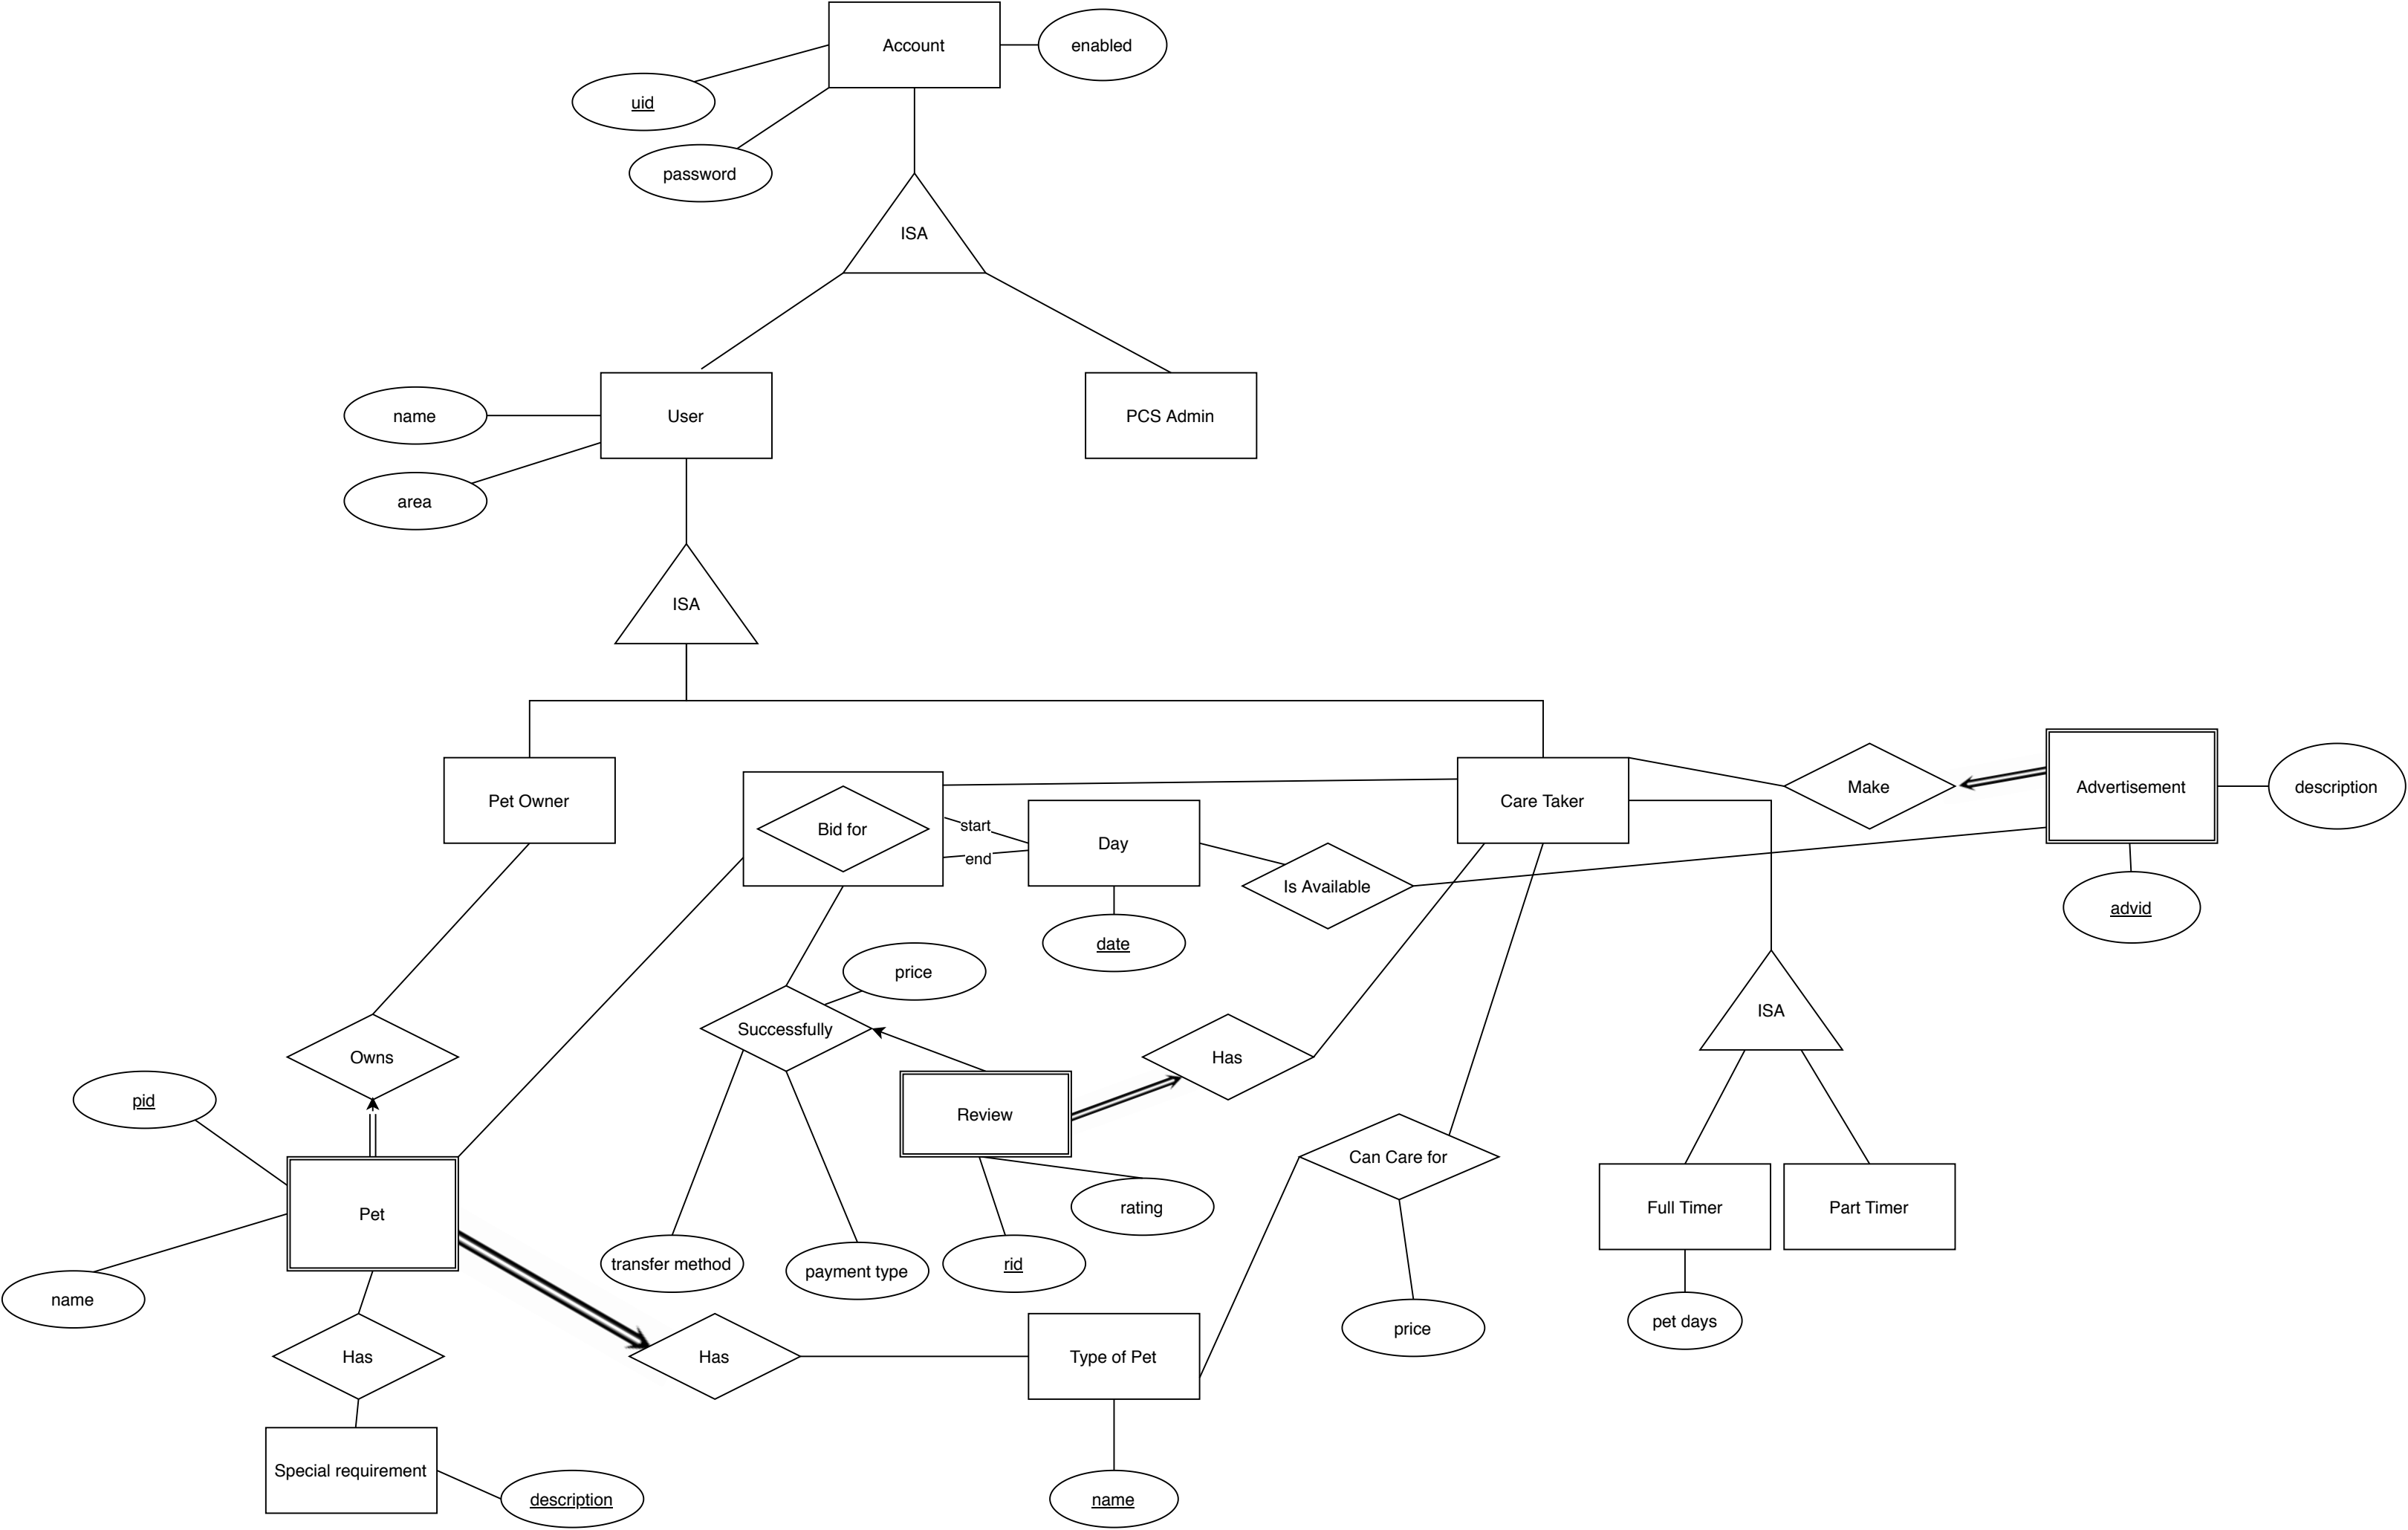 Account
enabled
uid
password
ISA
name
User
PCS Admin
area
ISA
Pet Owner
Bid for
start
end
Day
Care Taker
Make
Advertisement
description
Is Available
advid
date
price
Successfully
ISA
Owns
Has
pid
Review
Can Care for
rating
Full Timer
Part Timer
Pet
transfer method
payment type
rid
name
price
pet days
Has
Has
Type of Pet
Special requirement
description
name